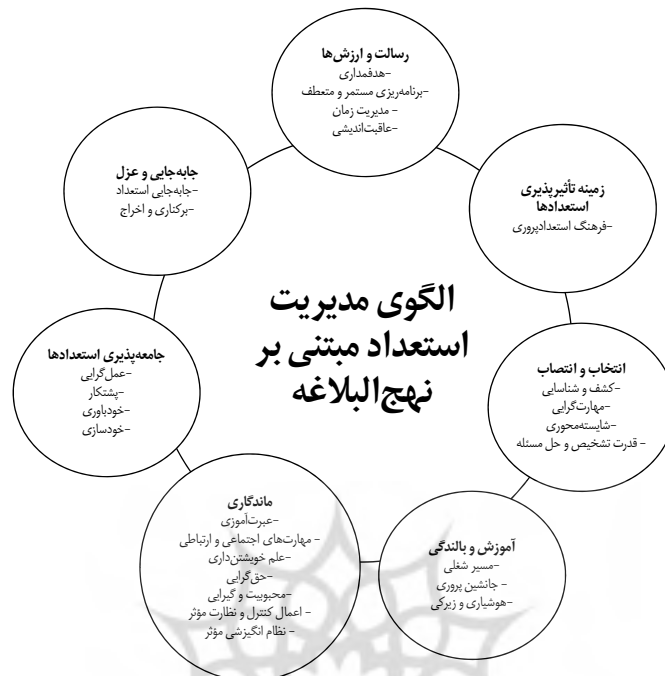 رسالت و ارزش‌ها
-هدفمداری
-برنامه‌ریزی مستمر و متعطف
- مدیریت زمان
-عاقبت‌اندیشی
زمینه تأثیرپذیری
استعدادها
-فرهنگ استعدادپروری
انتخاب و انتصاب
-کشف و شناسایی
-مهارت‌گرایی
-شایسته‌محوری
- قدرت تشخیص و حل مسئله
آموزش و بالندگی
-مسیر شغلی
- جانشین پروری
-هوشیاری و زیرکی
ماندگاری
-عبرت‌آموزی
- مهارت‌های اجتماعی و ارتباطی
-علم خویشتن‌داری
-حق‌گرایی
-محبوبیت و گیرایی
- اعمال کنترل و نظارت مؤثر
- نظام انگیزشی مؤثر
جامعه‌پذیری استعدادها
-عمل‌گرایی
-پشتکار
-خودباوری
-خودسازی
جابه‌جایی و عزل
-جابه‌جایی استعداد
-برکناری و اخراج
الگوی مدیریت
استعداد مبتنی بر
نهج‌البلاغه